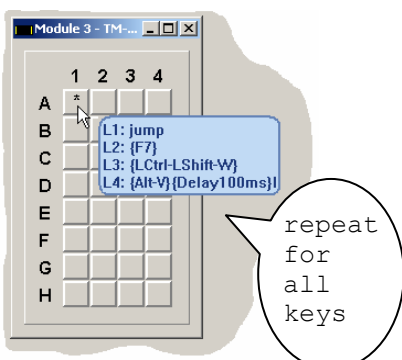 Module 3 - TM-...
1 2 3 4
A *
B
C
D
E
F
G
H
L1: jump
L2: {F7}
L3: {LCtrl-LShift-W}
L4: {Alt-V}{Delay100ms}I
repeat
for
all
keys